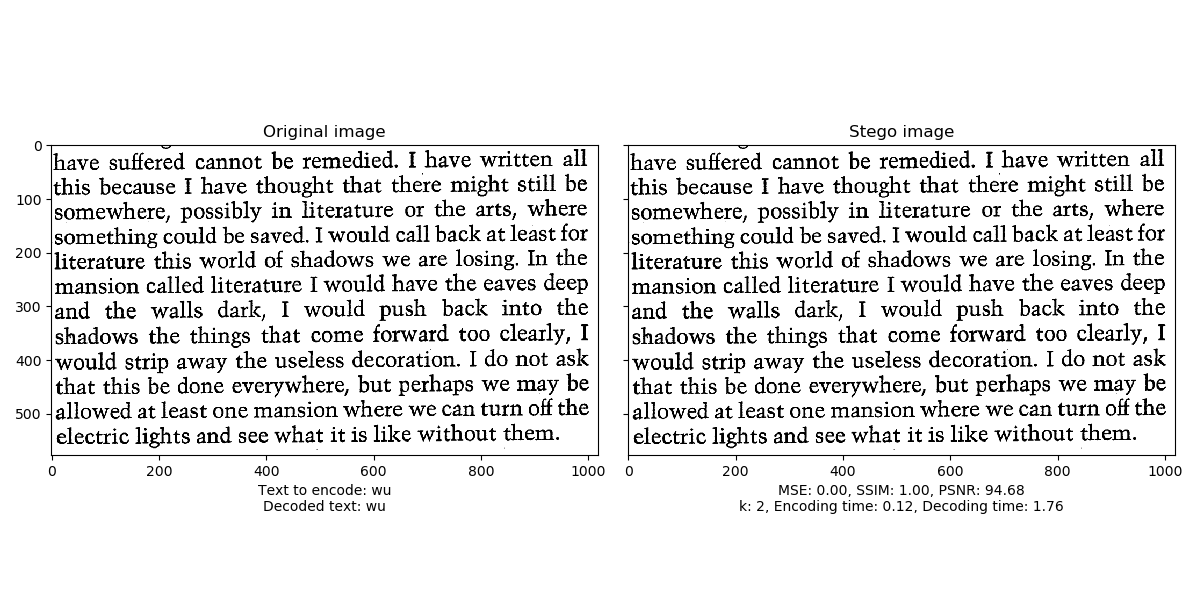 Original image
0
100
200
300
400
500
have suffered cannot be remedied. I have written all
this because I have thought that there might still be
somewhere, possibly in literature or the arts, where
something could be saved. I would call back at least for
literature this world of shadows we are losing. In the
mansion called literature I would have the eaves deep
and the walls dark, I would push back into the
shadows the things that come forward too clearly, I
would strip away the useless decoration. I do not ask
that this be done everywhere, but perhaps we may be
allowed at least one mansion where we can turn off the
electric lights and see what it is like without them.
0 200 400 600 800 1000
Text to encode: wu
Decoded text: wu
Stego image
have suffered cannot be remedied. I have written all
this because I have thought that there might still be
somewhere, possibly in literature or the arts, where
something could be saved. I would call back at least for
literature this world of shadows we are losing. In the
mansion called literature I would have the eaves deep
and the walls dark, I would push back into the
shadows the things that come forward too clearly, I
would strip away the useless decoration. I do not ask
that this be done everywhere, but perhaps we may be
allowed at least one mansion where we can turn off the
electric lights and see what it is like without them.
0 200 400 600 800 1000
MSE: 0.00, SSIM: 1.00, PSNR: 94.68
k: 2, Encoding time: 0.12, Decoding time: 1.76